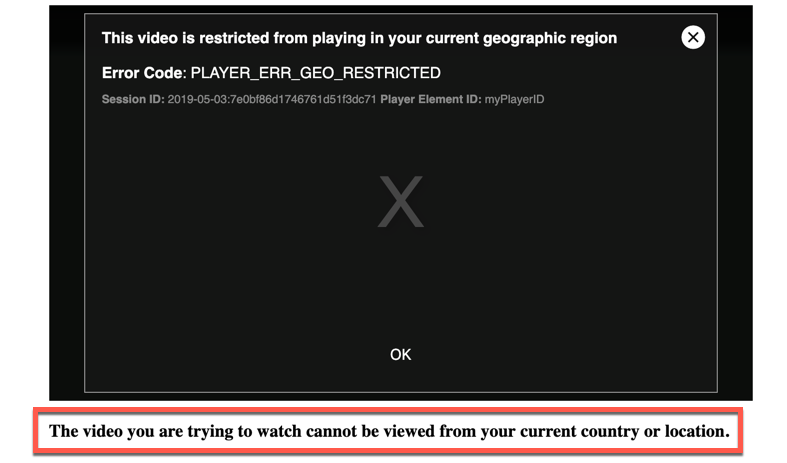 This video is restricted from playing in your current geographic region
Error Code: PLAYER_ERR_GEO_RESTRICTED
Session ID: 2019-05-03:7e0bf86d1746761d51f3dc71 Player Element ID: myPlayerID
X
OK
The video you are trying to watch cannot be viewed from your current country or location.